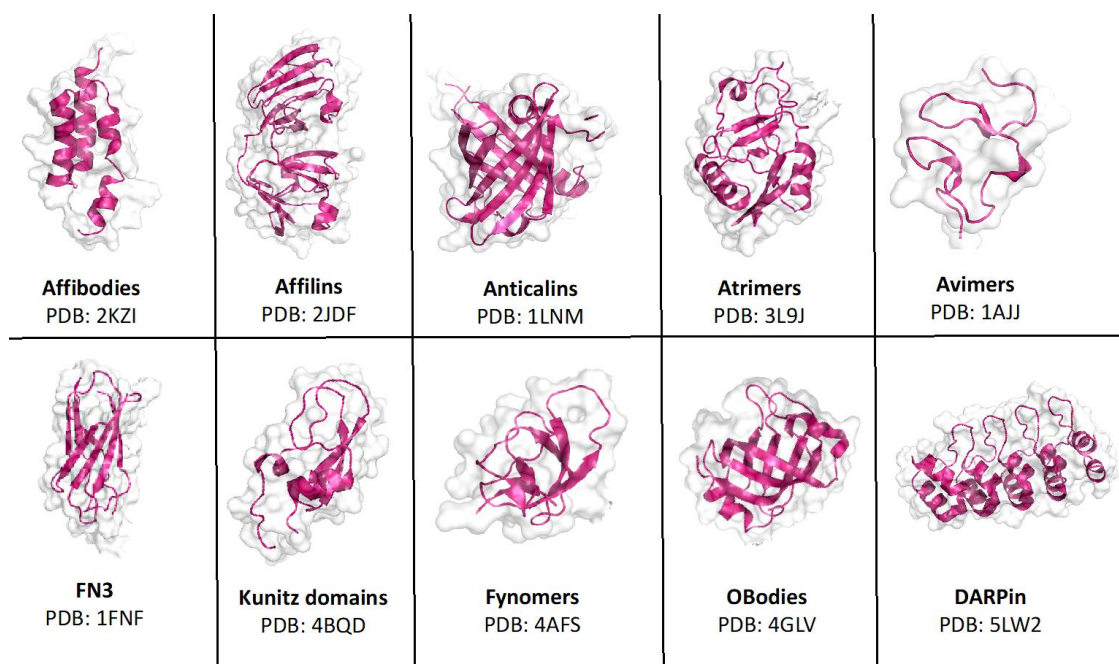 Affibodies
PDB: 2KZI
Affilins
PDB: 2JDF
Anticalins
PDB: 1LNM
Atrimers
PDB: 3L9J
Avimers
PDB: 1AJJ
FN3
PDB: 1FNF
Kunitz domains
PDB: 4BQD
Fynomers
PDB: 4AFS
OBodies
PDB: 4GLV
DARPin
PDB: 5LW2